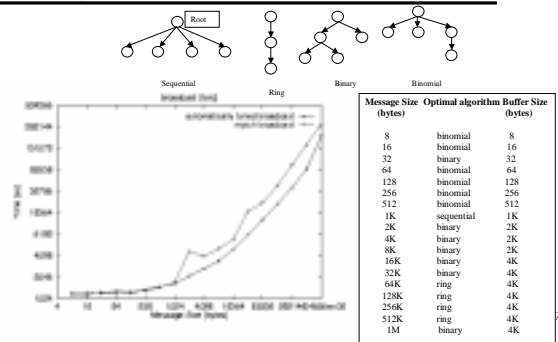 Root
Sequential
Ring
Binary
Binomial
Message Size Optimal algorithm Buffer Size
(bytes) (bytes)
8 binomial 8
16 binomial 16
32 binary 32
64 binomial 64
128 binomial 128
256 binomial 256
512 binomial 512
1K sequential 1K
2K binary 2K
4K binary 2K
8K binary 2K
16K binary 4K
32K binary 4K
64K ring 4K
128K ring 4K
256K ring 4K
512K ring 4K
1M binary 4K
Message Size (bytes)